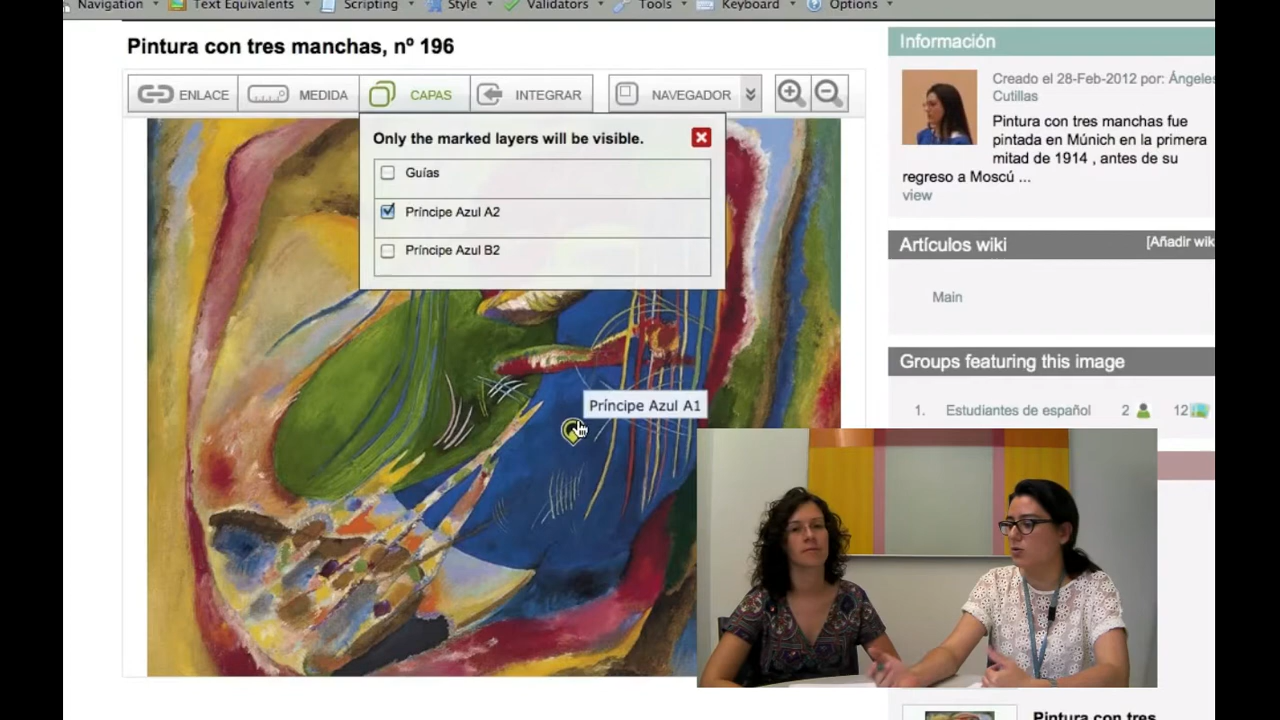 Navigation Text Equivalents Scripting Style Validators Tools Keyboard Options
Pintura con tres manchas, nº 196
ENLACE MEDIDA CAPAS INTEGRAR NAVEGADOR
Only the marked layers will be visible.
Guías
Príncipe Azul A2
Príncipe Azul B2
Príncipe Azul A1
Información
Creado el 28-Feb-2012 por: Ángeles
Cutillas
Pintura con tres manchas fue
pintada en Múnich en la primera
mitad de 1914 , antes de su
regreso a Moscú ...
view
Artículos wiki
[Añadir wik
Main
Groups featuring this image
1. Estudiantes de español 2 12
Pintura con tres